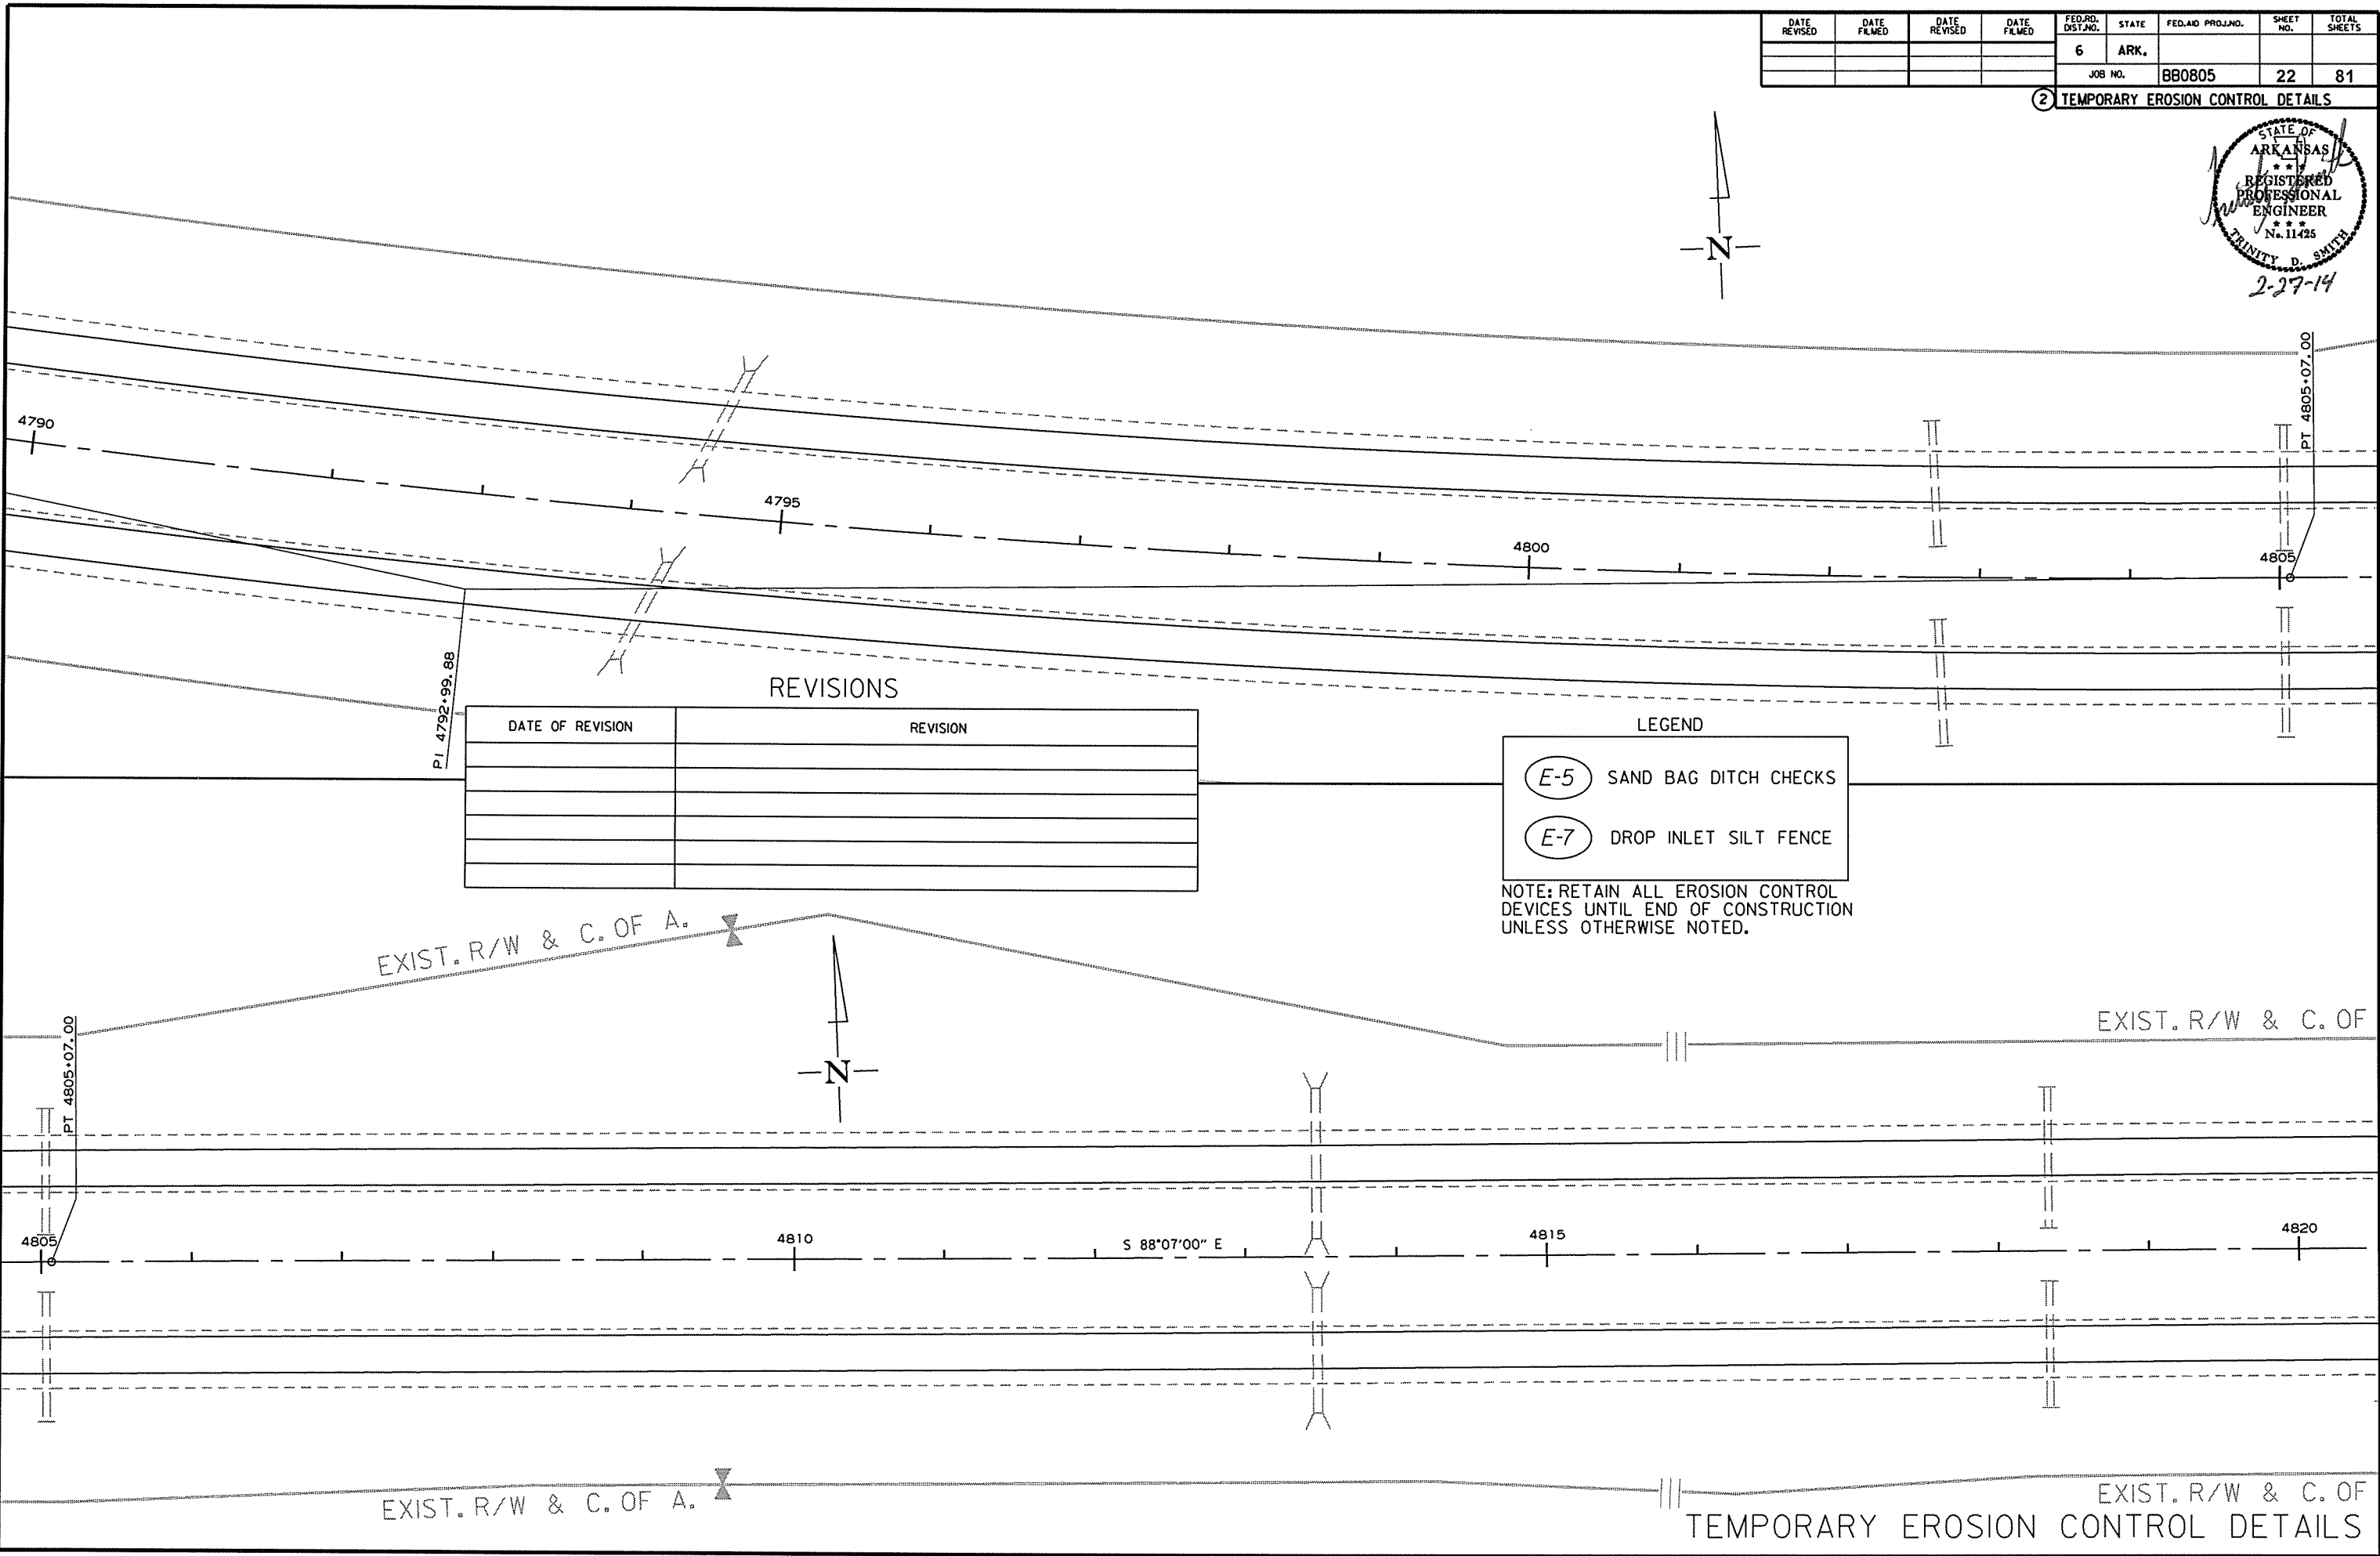 DATE REVISED
DATE FILMED
DATE REVISED
DATE FILMED
FED.RD. DIST.NO.
STATE
FED.AID PROJ.NO.
SHEET NO.
TOTAL SHEETS
6
ARK.
JOB NO.
BB0805
22
81
2 TEMPORARY EROSION CONTROL DETAILS
STATE OF
ARKANSAS
★ ★ ★
REGISTERED
PROFESSIONAL
ENGINEER
★ ★ ★
No. 11425
TRINITY D. SMITH
2-27-14
N
PT 4805+07.00
4790
4795
4800
4805
PI 4792+99.88
REVISIONS
DATE OF REVISION
REVISION
LEGEND
E-5 SAND BAG DITCH CHECKS
E-7 DROP INLET SILT FENCE
NOTE: RETAIN ALL EROSION CONTROL
DEVICES UNTIL END OF CONSTRUCTION
UNLESS OTHERWISE NOTED.
EXIST. R/W & C. OF A.
N
EXIST. R/W & C. OF
PT 4805+07.00
4805
4810
S 88°07'00" E
4815
4820
EXIST. R/W & C. OF A.
EXIST. R/W & C. OF
TEMPORARY EROSION CONTROL DETAILS